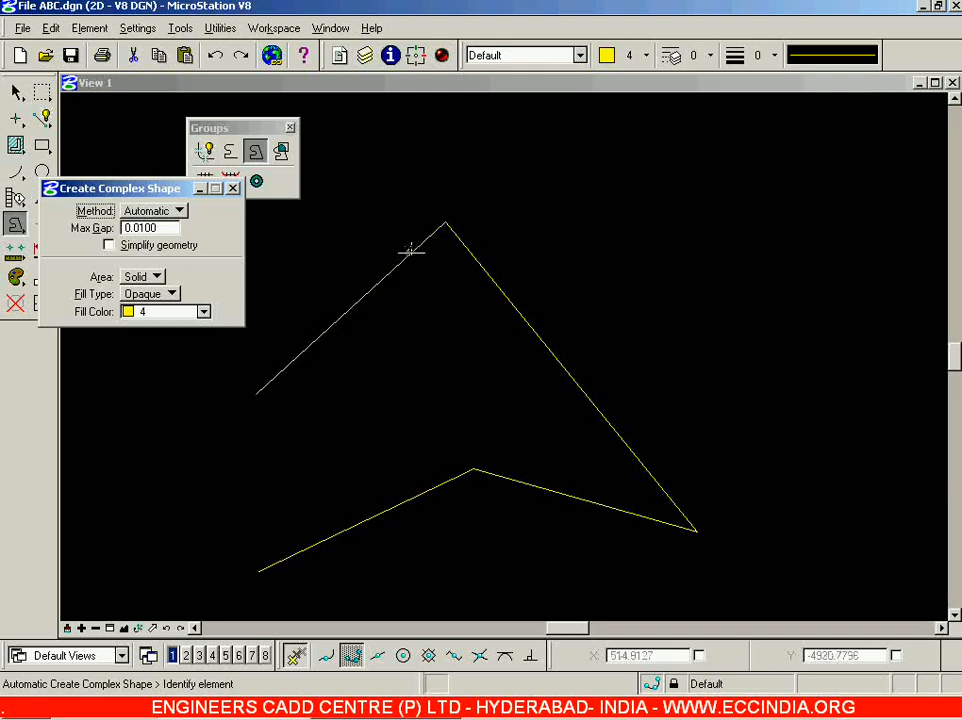 File ABC.dgn (2D - V8 DGN) - MicroStation V8
File Edit Element Settings Tools Utilities Workspace Window Help
Default 4 0 0
View 1
Groups
Create Complex Shape
Method: Automatic
Max Gap: 0.0100
Simplify geometry
Area: Solid
Fill Type: Opaque
Fill Color: 4
Default Views 1 2 3 4 5 6 7 8 X: 514.9127 Y: -4920.7796
Automatic Create Complex Shape > Identify element Default
. ENGINEERS CADD CENTRE (P) LTD - HYDERABAD- INDIA - WWW.ECCINDIA.ORG